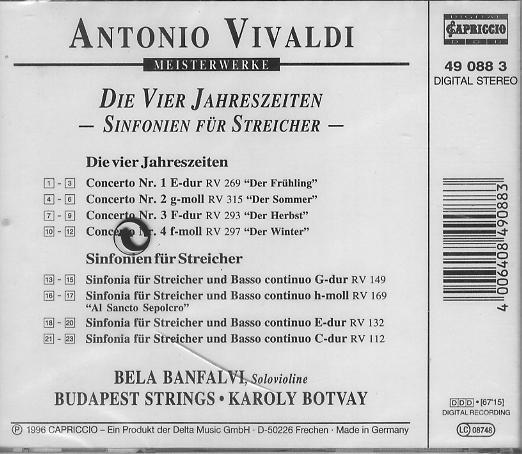 ANTONIO VIVALDI
MEISTERWERKE
DIE VIER JAHRESZEITEN
– SINFONIEN FÜR STREICHER –
Die vier Jahreszeiten
1 - 3 Concerto Nr. 1 E-dur RV 269 "Der Frühling"
4 - 6 Concerto Nr. 2 g-moll RV 315 "Der Sommer"
7 - 9 Concerto Nr. 3 F-dur RV 293 "Der Herbst"
10 - 12 Concerto Nr. 4 f-moll RV 297 "Der Winter"
Sinfonien für Streicher
13 - 15 Sinfonia für Streicher und Basso continuo G-dur RV 149
16 - 17 Sinfonia für Streicher und Basso continuo h-moll RV 169
"Al Sancto Sepolcro"
18 - 20 Sinfonia für Streicher und Basso continuo E-dur RV 132
21 - 23 Sinfonia für Streicher und Basso continuo C-dur RV 112
BELA BANFALVI, Solovioline
BUDAPEST STRINGS • KAROLY BOTVAY
Ⓟ 1996 CAPRICCIO – Ein Produkt der Delta Music GmbH · D-50226 Frechen · Made in Germany
DIGITAL
CAPRICCIO
49 088 3
DIGITAL STEREO
4 006408 490883
DDD · [67'15]
DIGITAL RECORDING
LC 08748